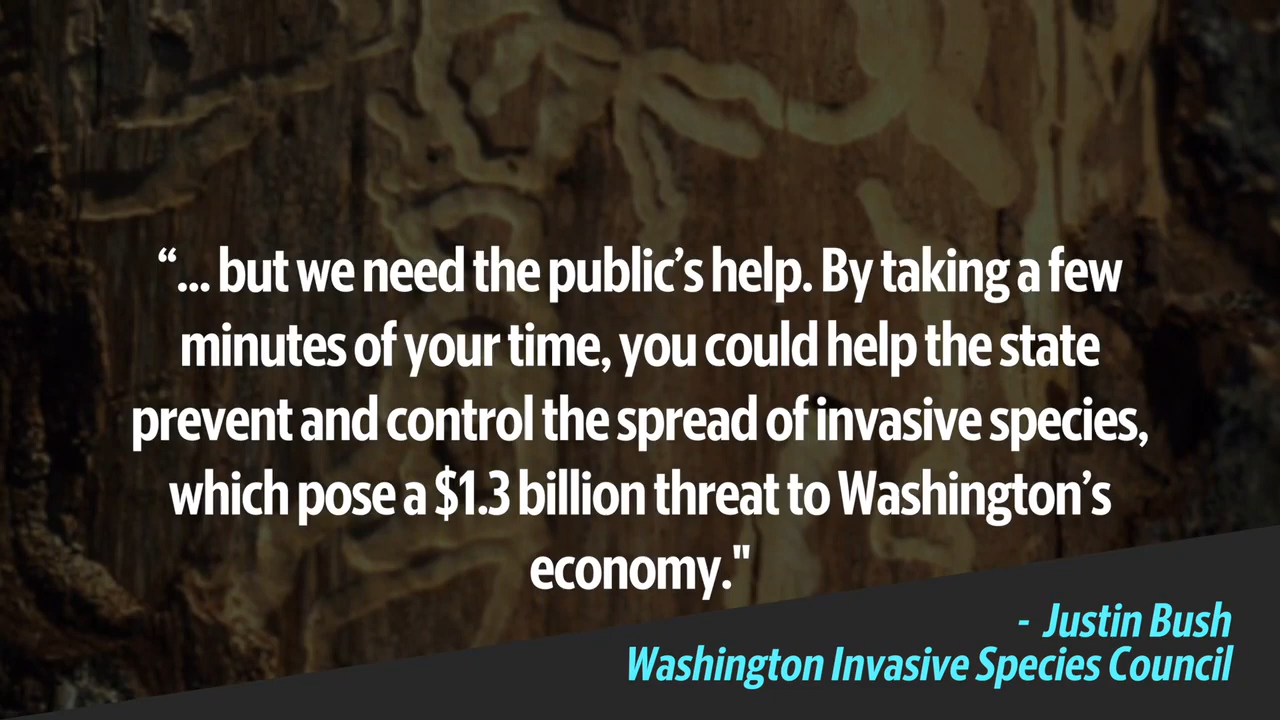 “... but we need the public’s help. By taking a few
minutes of your time, you could help the state
prevent and control the spread of invasive species,
which pose a $1.3 billion threat to Washington’s
economy."
- Justin Bush
Washington Invasive Species Council